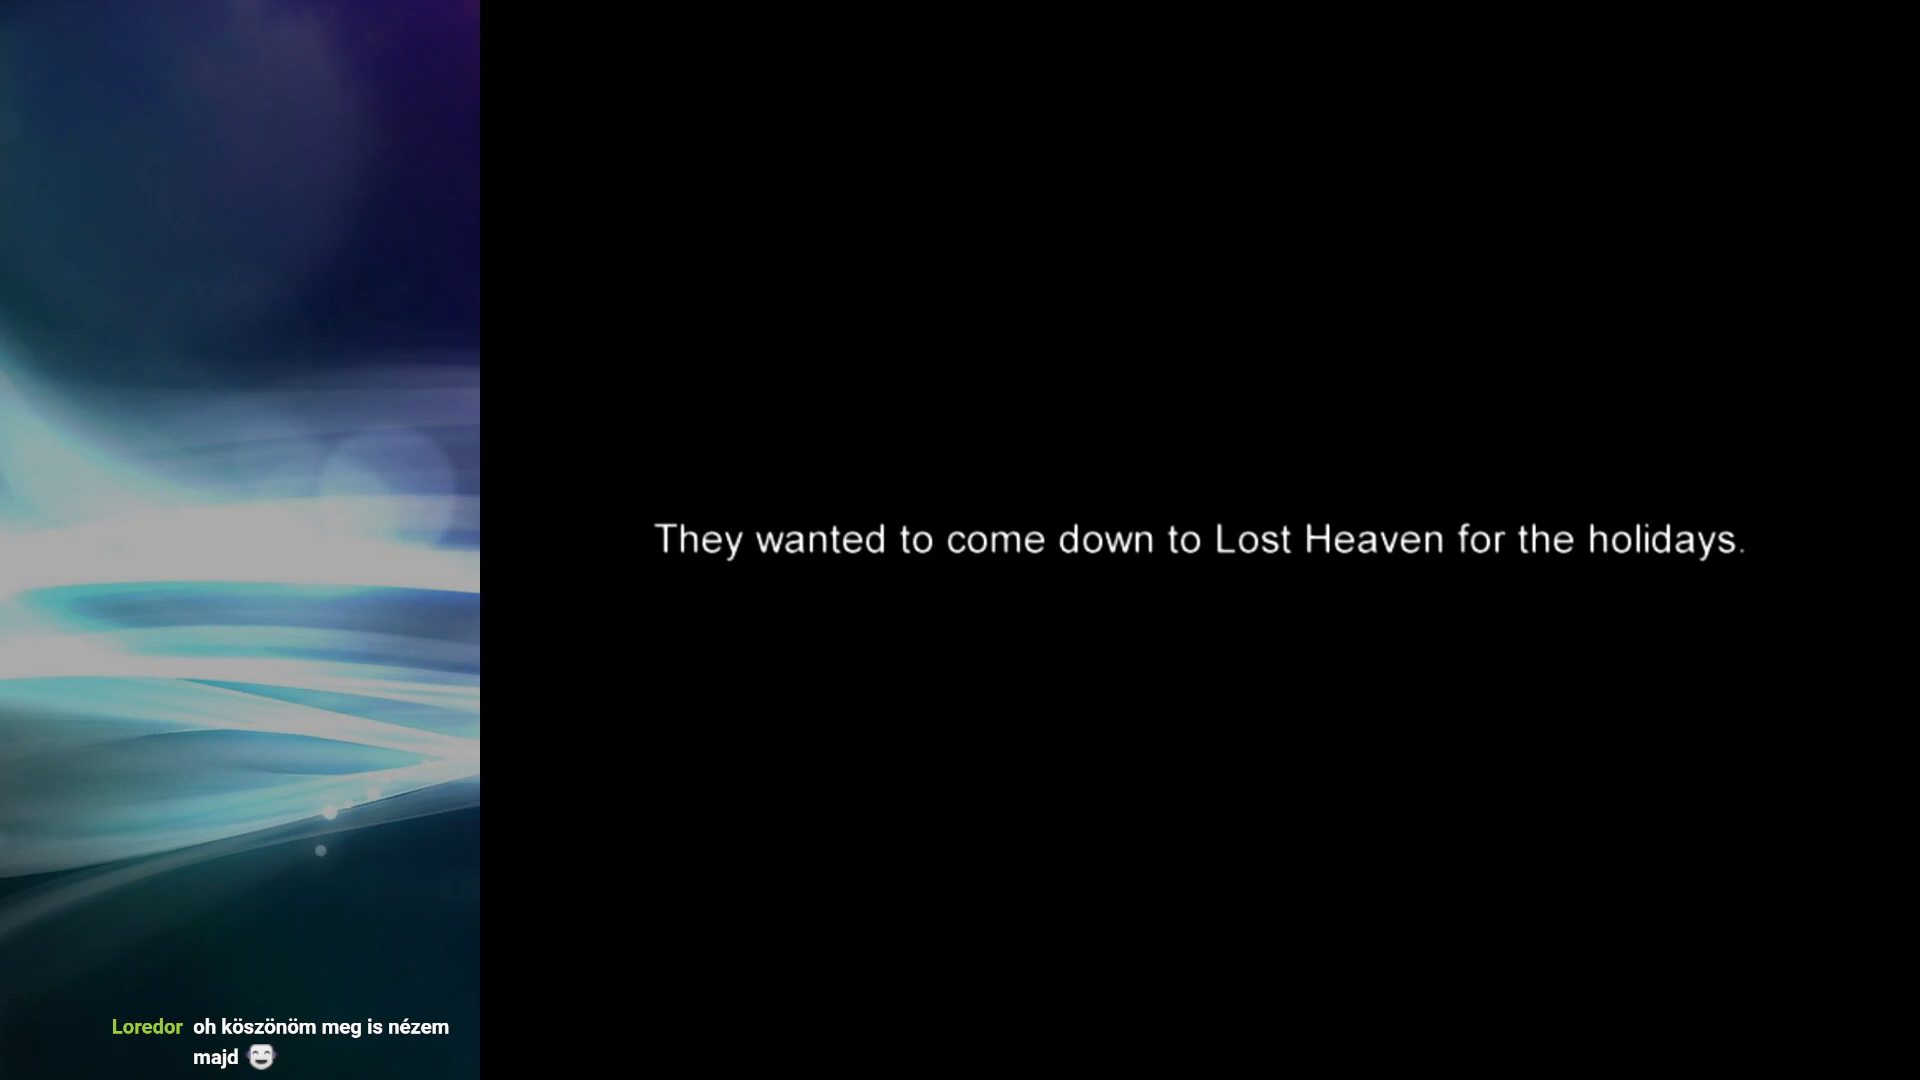 They wanted to come down to Lost Heaven for the holidays.
Loredor oh köszönöm meg is nézem
majd